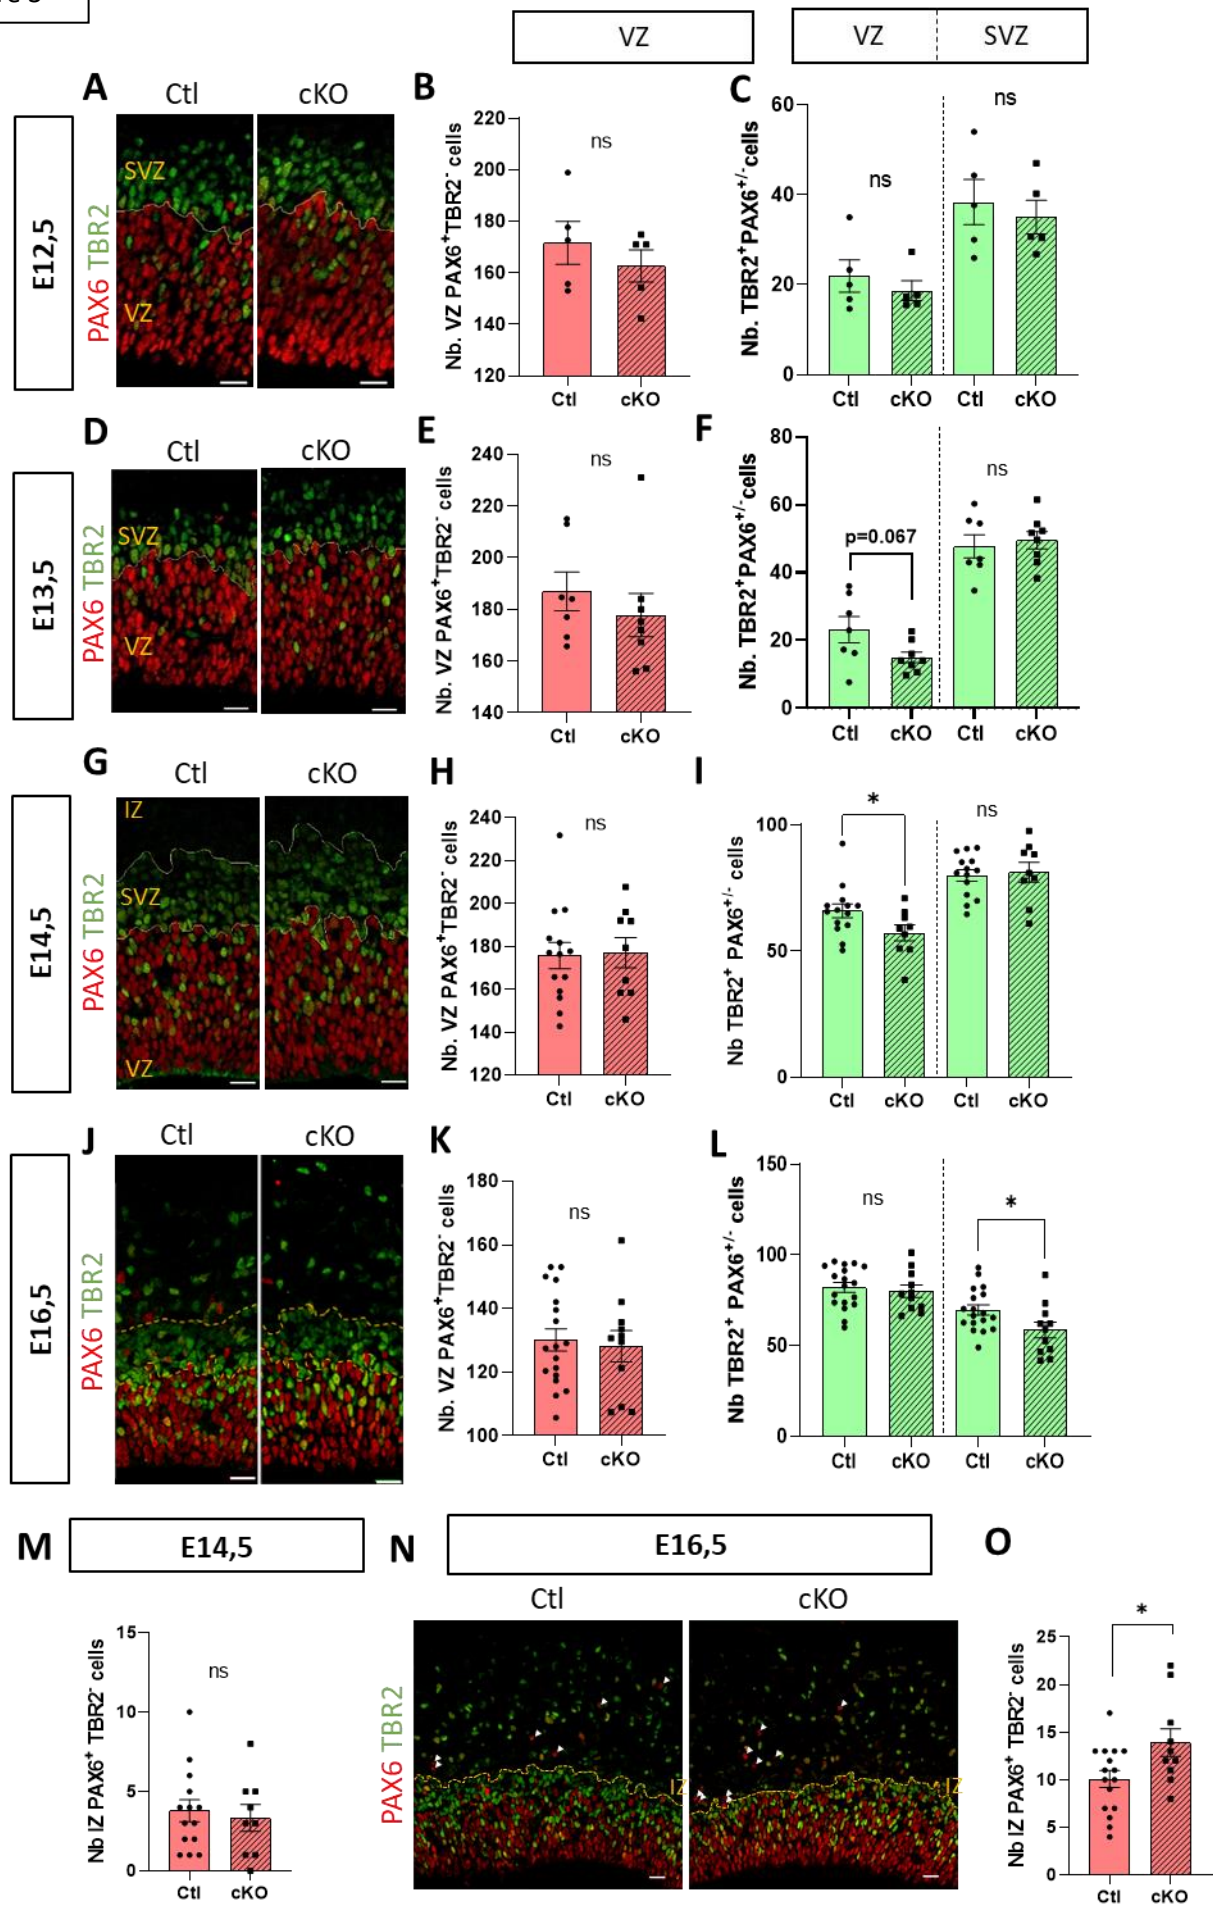 VZ
VZ SVZ
A Ctl cKO
E12,5
PAX6 TBR2
SVZ
VZ
B
Nb. VZ PAX6⁺TBR2⁻ cells
220
200
180
160
140
120
ns
Ctl cKO
C
Nb. TBR2⁺PAX6⁺/⁻cells
60
40
20
0
ns
ns
Ctl cKO Ctl cKO
D Ctl cKO
E13,5
PAX6 TBR2
SVZ
VZ
E
Nb. VZ PAX6⁺TBR2⁻ cells
240
220
200
180
160
140
ns
Ctl cKO
F
Nb. TBR2⁺PAX6⁺/⁻cells
80
60
40
20
0
p=0.067
ns
Ctl cKO Ctl cKO
G Ctl cKO
E14,5
PAX6 TBR2
IZ
SVZ
VZ
H
Nb. VZ PAX6⁺TBR2⁻ cells
240
220
200
180
160
140
120
ns
Ctl cKO
I
Nb TBR2⁺ PAX6⁺/⁻ cells
100
50
0
*
ns
Ctl cKO Ctl cKO
J Ctl cKO
E16,5
PAX6 TBR2
K
Nb. VZ PAX6⁺TBR2⁻ cells
180
160
140
120
100
ns
Ctl cKO
L
Nb TBR2⁺ PAX6⁺/⁻ cells
150
100
50
0
ns
*
Ctl cKO Ctl cKO
M E14,5
Nb IZ PAX6⁺ TBR2⁻ cells
15
10
5
0
ns
Ctl cKO
N E16,5
Ctl cKO
PAX6 TBR2
IZ
IZ
O
Nb IZ PAX6⁺ TBR2⁻ cells
25
20
15
10
5
0
*
Ctl cKO